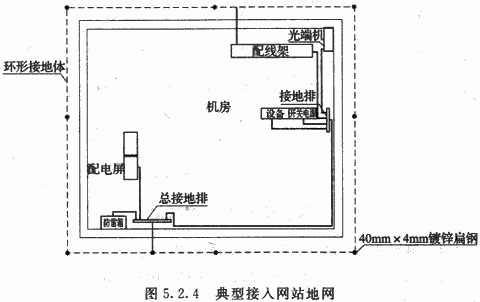 光端机
配线架
环形接地体
接地排
机房
设备
开关电源
配电屏
总接地排
防雷箱
40mm×4mm镀锌扁钢
图 5.2.4 典型接入网站地网